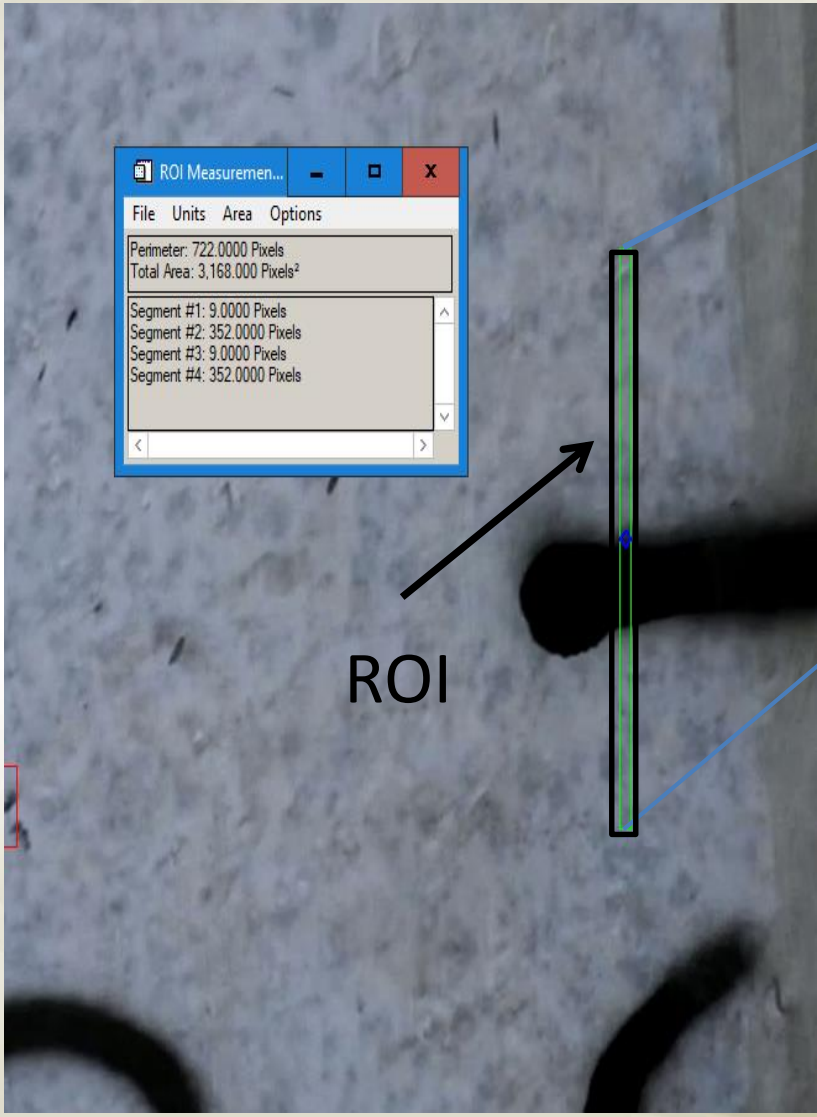 ROI Measuremen...
File Units Area Options
Perimeter: 722.0000 Pixels
Total Area: 3,168.000 Pixels²
Segment #1: 9.0000 Pixels
Segment #2: 352.0000 Pixels
Segment #3: 9.0000 Pixels
Segment #4: 352.0000 Pixels
ROI